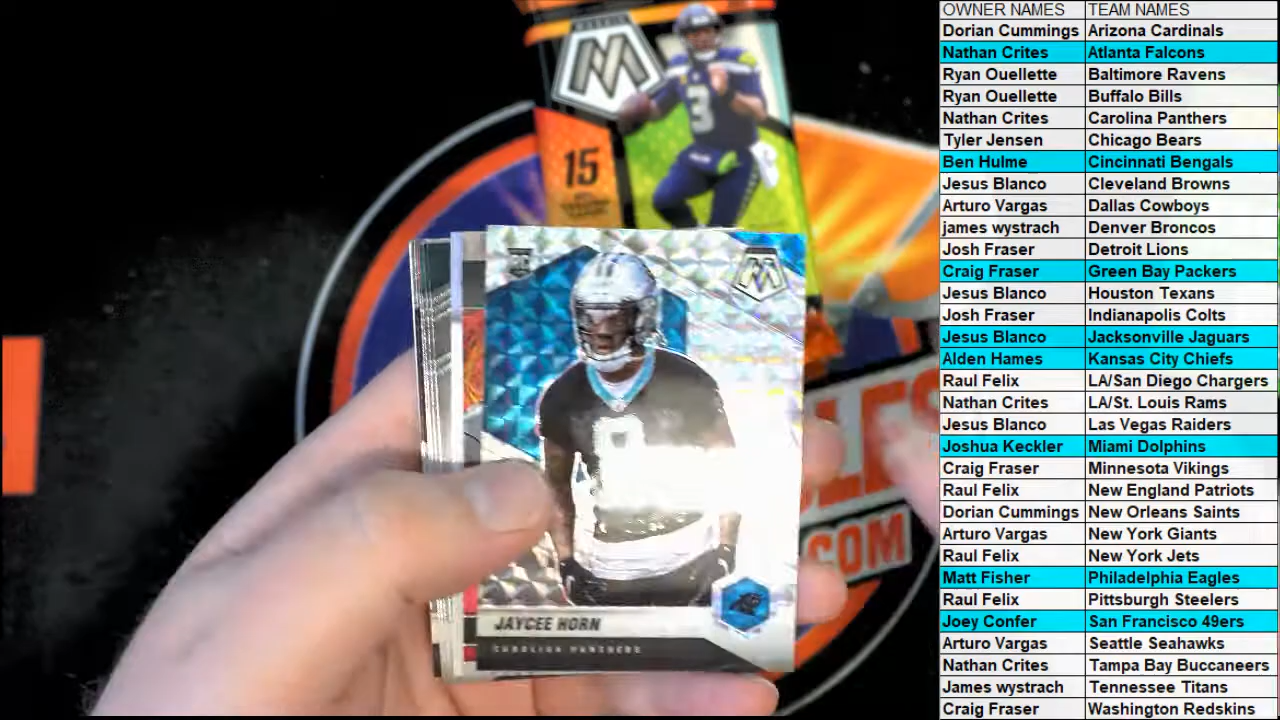 15
RC
JAYCEE HORN
CAROLINA PANTHERS
.COM
OWNER NAMES TEAM NAMES
Dorian Cummings Arizona Cardinals
Nathan Crites Atlanta Falcons
Ryan Ouellette Baltimore Ravens
Ryan Ouellette Buffalo Bills
Nathan Crites Carolina Panthers
Tyler Jensen Chicago Bears
Ben Hulme Cincinnati Bengals
Jesus Blanco Cleveland Browns
Arturo Vargas Dallas Cowboys
james wystrach Denver Broncos
Josh Fraser Detroit Lions
Craig Fraser Green Bay Packers
Jesus Blanco Houston Texans
Josh Fraser Indianapolis Colts
Jesus Blanco Jacksonville Jaguars
Alden Hames Kansas City Chiefs
Raul Felix LA/San Diego Chargers
Nathan Crites LA/St. Louis Rams
Jesus Blanco Las Vegas Raiders
Joshua Keckler Miami Dolphins
Craig Fraser Minnesota Vikings
Raul Felix New England Patriots
Dorian Cummings New Orleans Saints
Arturo Vargas New York Giants
Raul Felix New York Jets
Matt Fisher Philadelphia Eagles
Raul Felix Pittsburgh Steelers
Joey Confer San Francisco 49ers
Arturo Vargas Seattle Seahawks
Nathan Crites Tampa Bay Buccaneers
James wystrach Tennessee Titans
Craig Fraser Washington Redskins